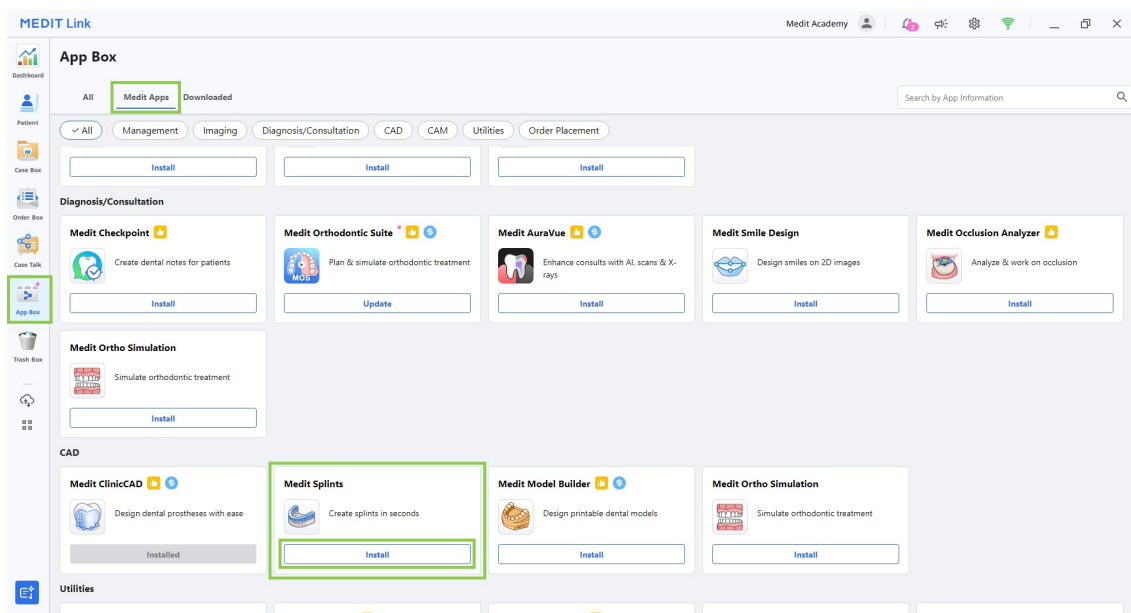 MEDIT Link
Medit Academy
3
Dashboard
Patient
Case Box
Order Box
Case Talk
App Box
Trash Box
App Box
All Medit Apps Downloaded
Search by App Information
All Management Imaging Diagnosis/Consultation CAD CAM Utilities Order Placement
Install Install Install
Diagnosis/Consultation
Medit Checkpoint
Create dental notes for patients
Install
Medit Orthodontic Suite
MOS
Plan & simulate orthodontic treatment
Update
Medit AuraVue
Enhance consults with AI, scans & X-
rays
Install
Medit Smile Design
Design smiles on 2D images
Install
Medit Occlusion Analyzer
Analyze & work on occlusion
Install
Medit Ortho Simulation
Simulate orthodontic treatment
Install
CAD
Medit ClinicCAD
Design dental prostheses with ease
Installed
Medit Splints
Create splints in seconds
Install
Medit Model Builder
Design printable dental models
Install
Medit Ortho Simulation
Simulate orthodontic treatment
Install
Utilities